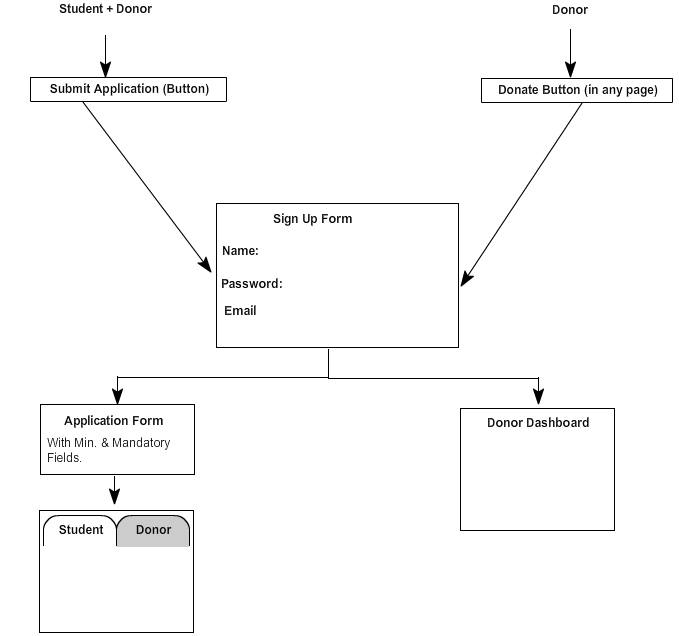 Student + Donor
Donor
Submit Application (Button)
Donate Button (in any page)
Sign Up Form
Name:
Password:
Email
Application Form
With Min. & Mandatory
Fields.
Donor Dashboard
Student
Donor